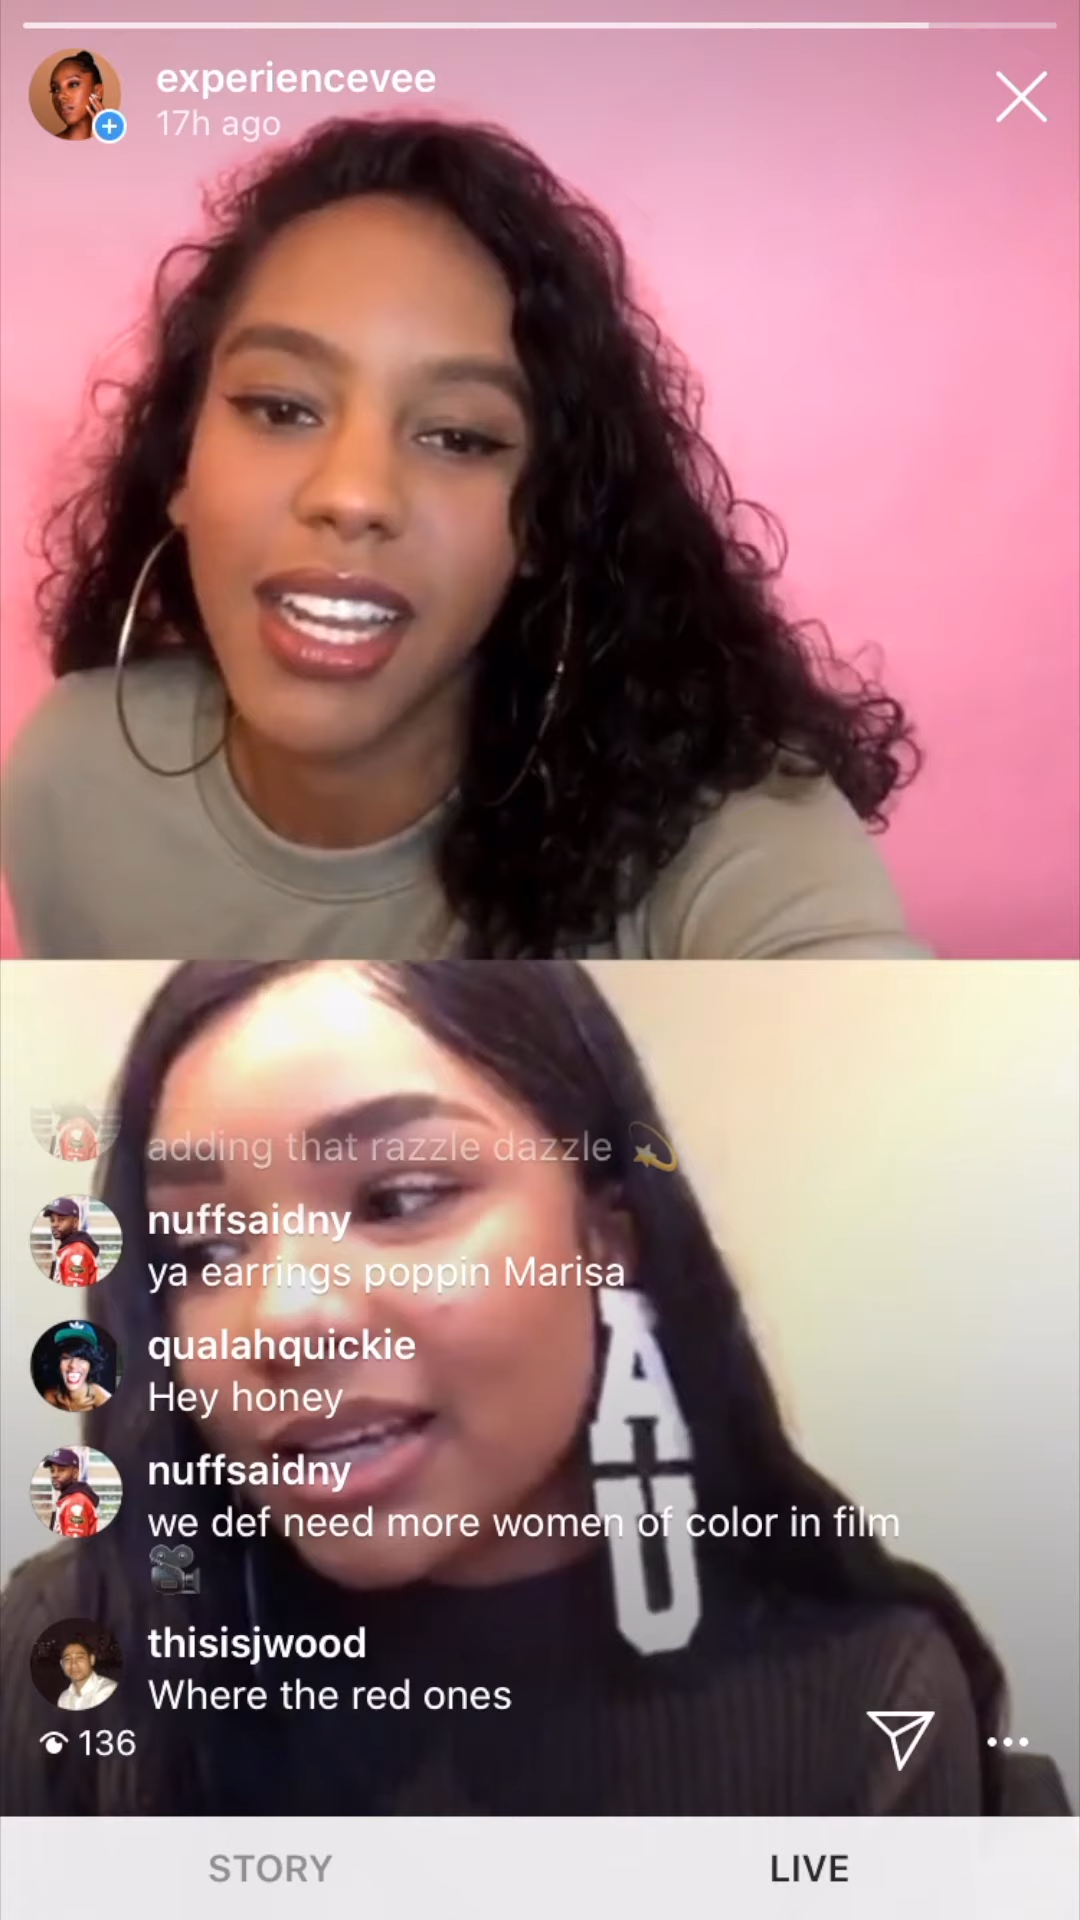 experiencevee
17h ago
adding that razzle dazzle 💫
nuffsaidny
ya earrings poppin Marisa
qualahquickie
Hey honey
nuffsaidny
we def need more women of color in film
🎥
thisisjwood
Where the red ones
136
A
U
STORY
LIVE